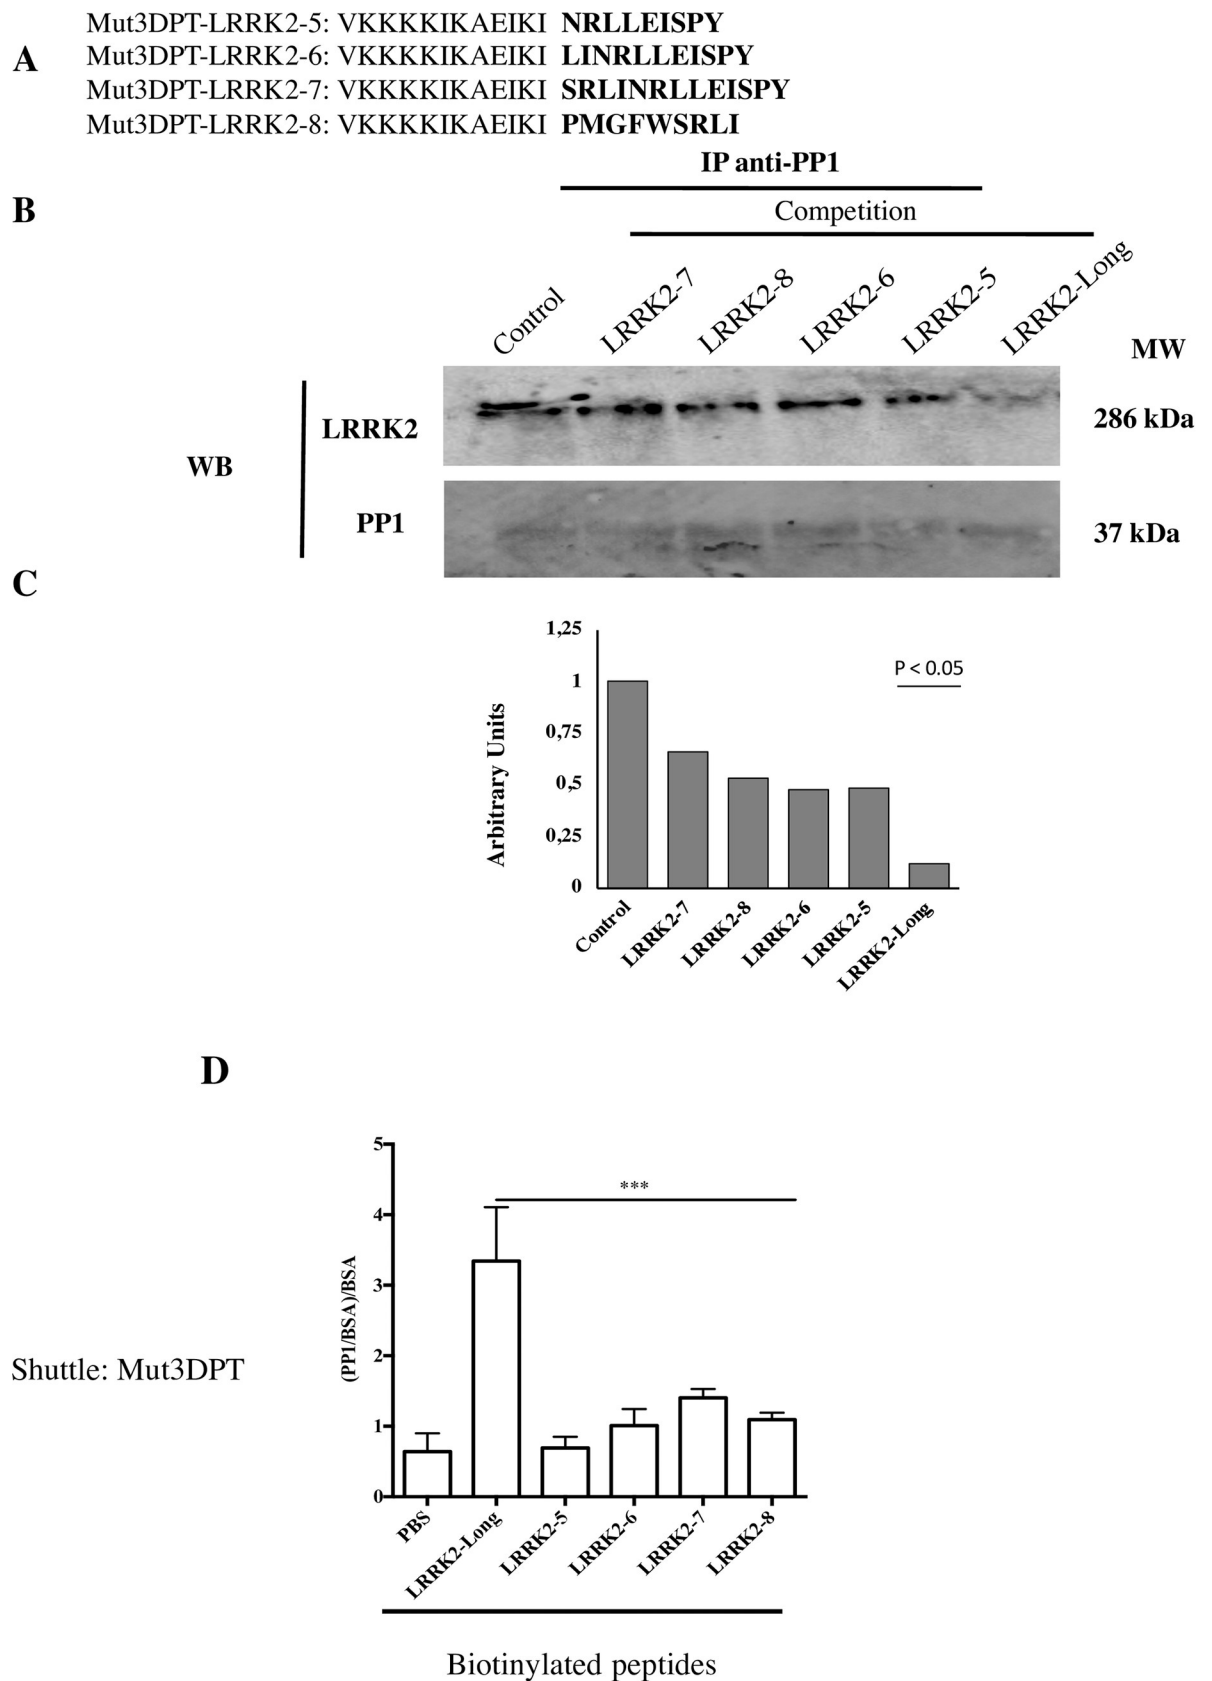 A
Mut3DPT-LRRK2-5: VKKKKIKAEIKI NRLLEISPY
Mut3DPT-LRRK2-6: VKKKKIKAEIKI LINRLLEISPY
Mut3DPT-LRRK2-7: VKKKKIKAEIKI SRLINRLLEISPY
Mut3DPT-LRRK2-8: VKKKKIKAEIKI PMGFWSRLI
IP anti-PP1
B
Competition
Control LRRK2-7 LRRK2-8 LRRK2-6 LRRK2-5 LRRK2-Long
MW
LRRK2
286 kDa
WB
PP1
37 kDa
C
1,25
P < 0.05
1
0,75
0,5
0,25
0
Arbitrary Units
Control LRRK2-7 LRRK2-8 LRRK2-6 LRRK2-5 LRRK2-Long
D
5
***
4
3
2
1
0
(PP1/BSA)/BSA
Shuttle: Mut3DPT
PBS LRRK2-Long LRRK2-5 LRRK2-6 LRRK2-7 LRRK2-8
Biotinylated peptides